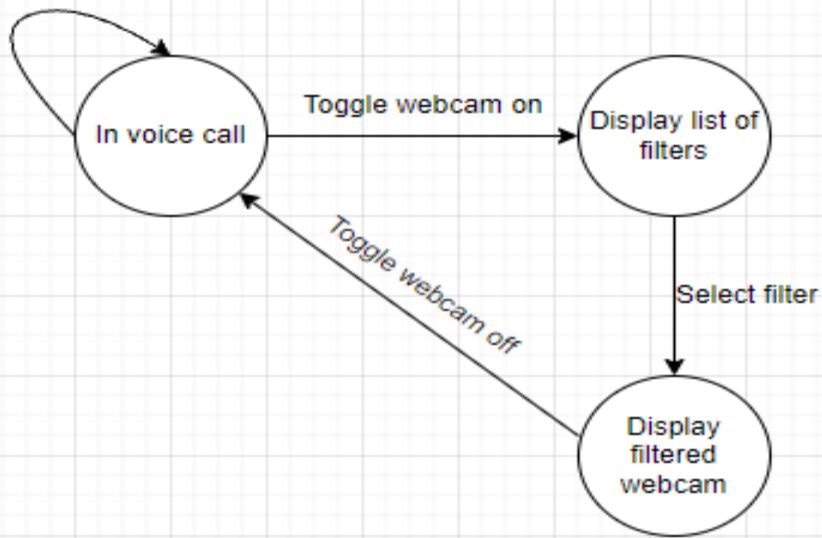 In voice call
Toggle webcam on
Display list of
filters
Toggle webcam off
Select filter
Display
filtered
webcam